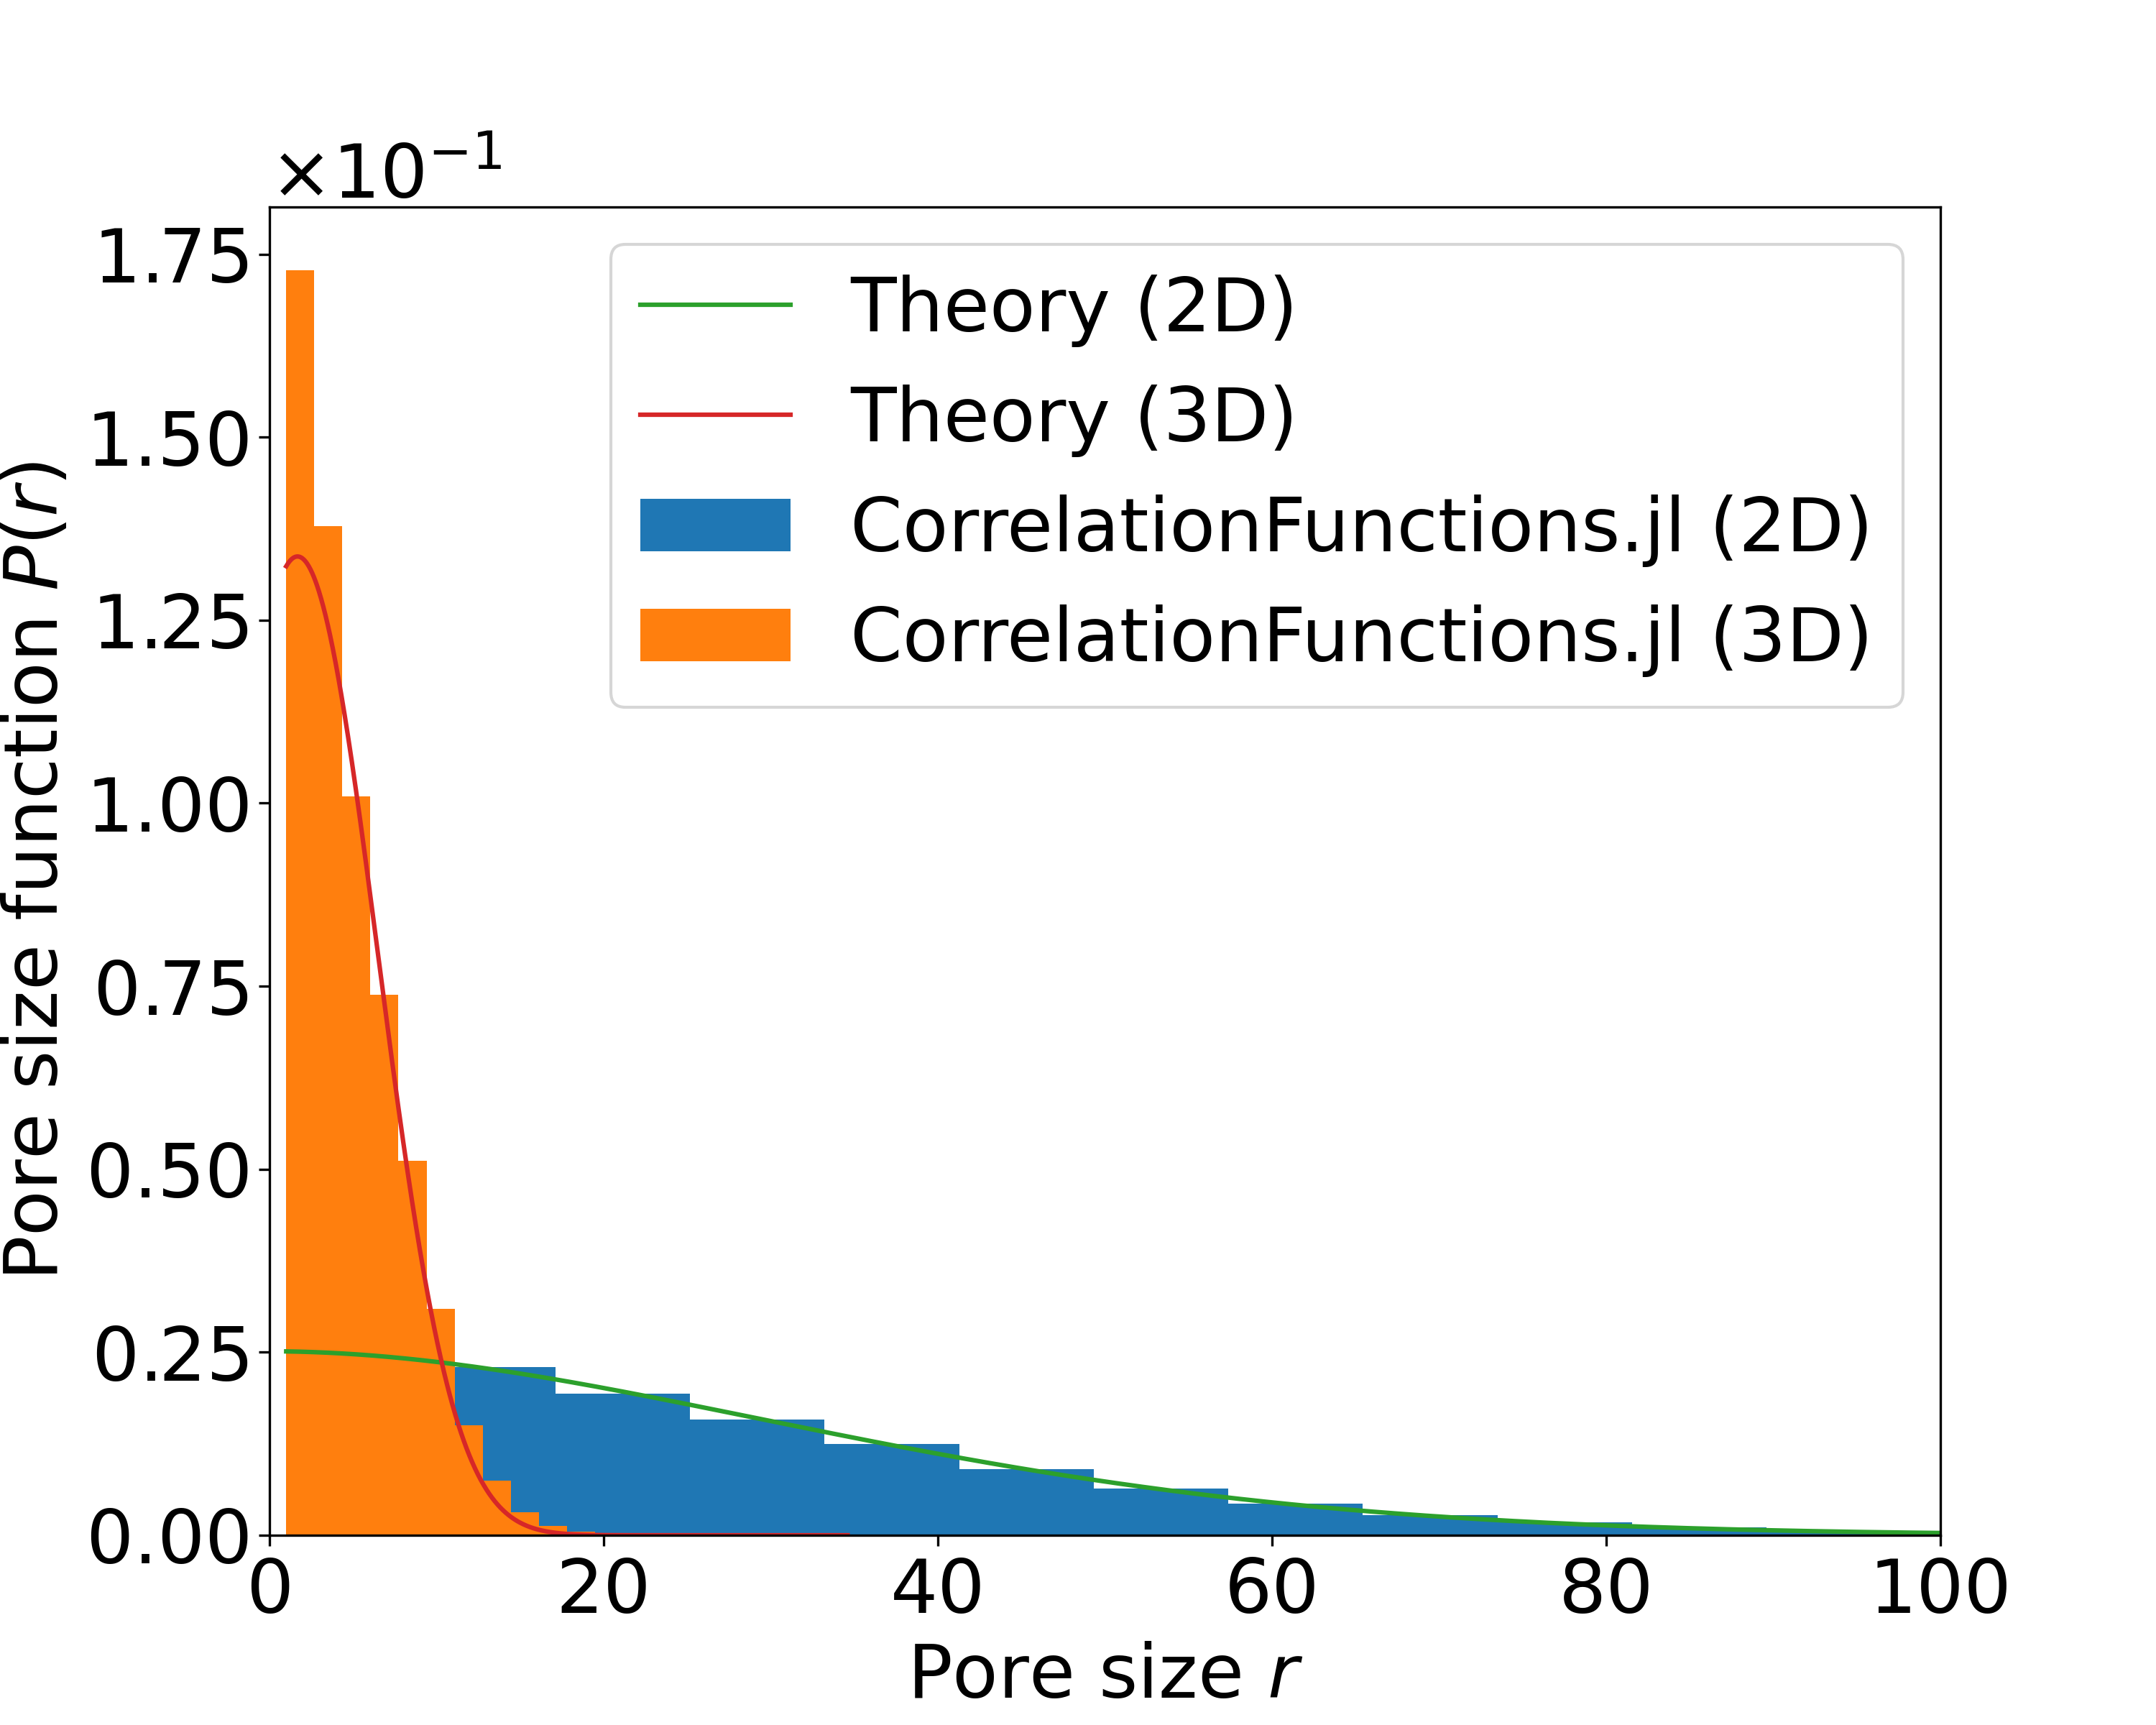 ×10⁻¹
1.75
1.50
1.25
1.00
0.75
0.50
0.25
0.00
Pore size function P(r)
Theory (2D)
Theory (3D)
CorrelationFunctions.jl (2D)
CorrelationFunctions.jl (3D)
0 20 40 60 80 100
Pore size r